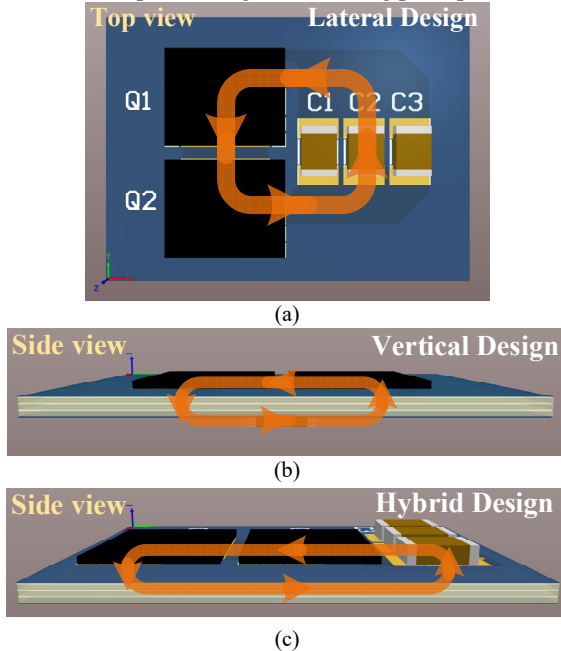 Top view Lateral Design
Q1
C1 C2 C3
Q2
Y
X
Z
(a)
Side view Vertical Design
(b)
Side view Hybrid Design
(c)